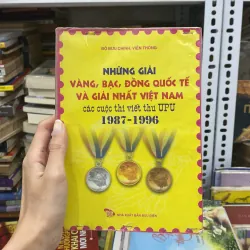 BỘ BƯU CHÍNH, VIỄN THÔNG
NHỮNG GIẢI
VÀNG, BẠC, ĐỒNG QUỐC TẾ
VÀ GIẢI NHẤT VIỆT NAM
các cuộc thi viết thư UPU
1987-1996